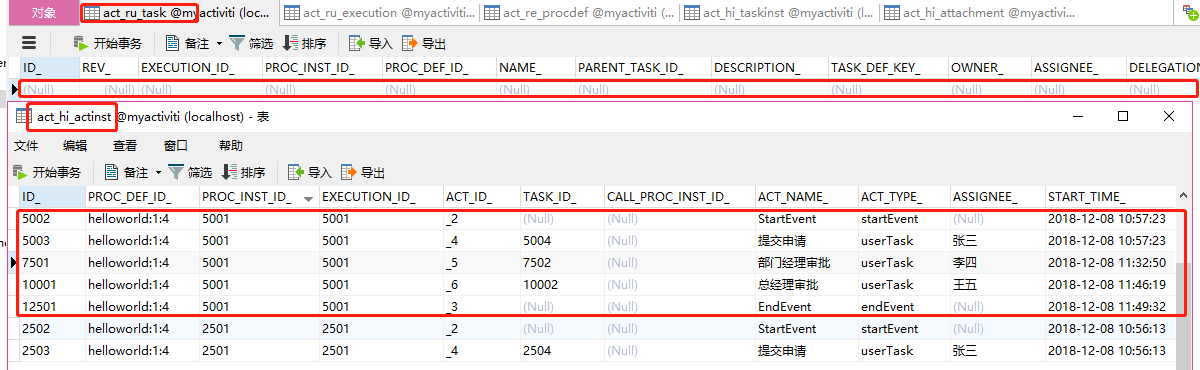 对象 act_ru_task @myactiviti (loc... act_ru_execution @myactiviti... act_re_procdef @myactiviti (... act_hi_taskinst @myactiviti (l... act_hi_attachment @myactivi...
开始事务 备注 筛选 排序 导入 导出
ID_ REV_ EXECUTION_ID_ PROC_INST_ID_ PROC_DEF_ID_ NAME_ PARENT_TASK_ID_ DESCRIPTION_ TASK_DEF_KEY_ OWNER_ ASSIGNEE_ DELEGATION
(Null) (Null) (Null) (Null) (Null) (Null) (Null) (Null) (Null) (Null) (Null) (Null)
act_hi_actinst @myactiviti (localhost) - 表
文件 编辑 查看 窗口 帮助
开始事务 备注 筛选 排序 导入 导出
ID_ PROC_DEF_ID_ PROC_INST_ID_ EXECUTION_ID_ ACT_ID_ TASK_ID_ CALL_PROC_INST_ID_ ACT_NAME_ ACT_TYPE_ ASSIGNEE_ START_TIME_
5002 helloworld:1:4 5001 5001 _2 (Null) (Null) StartEvent startEvent (Null) 2018-12-08 10:57:23
5003 helloworld:1:4 5001 5001 _4 5004 (Null) 提交申请 userTask 张三 2018-12-08 10:57:23
7501 helloworld:1:4 5001 5001 _5 7502 (Null) 部门经理审批 userTask 李四 2018-12-08 11:32:50
10001 helloworld:1:4 5001 5001 _6 10002 (Null) 总经理审批 userTask 王五 2018-12-08 11:46:19
12501 helloworld:1:4 5001 5001 _3 (Null) (Null) EndEvent endEvent (Null) 2018-12-08 11:49:32
2502 helloworld:1:4 2501 2501 _2 (Null) (Null) StartEvent startEvent (Null) 2018-12-08 10:56:13
2503 helloworld:1:4 2501 2501 _4 2504 (Null) 提交申请 userTask 张三 2018-12-08 10:56:13